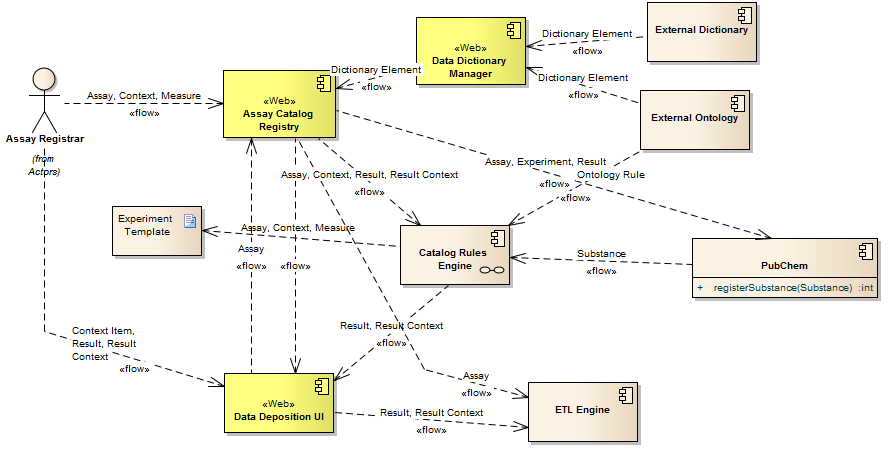 External Dictionary
Dictionary Element
«flow»
«Web»
Data Dictionary
Manager
Dictionary Element
«flow»
Dictionary Element
«flow»
External Ontology
Assay, Context, Measure
«flow»
«Web»
Assay Catalog
Registry
Assay Registrar
(from
Actors)
Assay, Experiment, Result
«flow»
Ontology Rule
«flow»
Assay, Context, Result, Result Context
«flow»
Experiment
Template
Assay, Context, Measure
«flow»
Assay
«flow»
«flow»
Catalog Rules
Engine
Substance
«flow»
PubChem
+ registerSubstance(Substance) :int
Result, Result Context
«flow»
Context Item,
Result, Result
Context
«flow»
«Web»
Data Deposition UI
Assay
«flow»
Result, Result Context
«flow»
ETL Engine